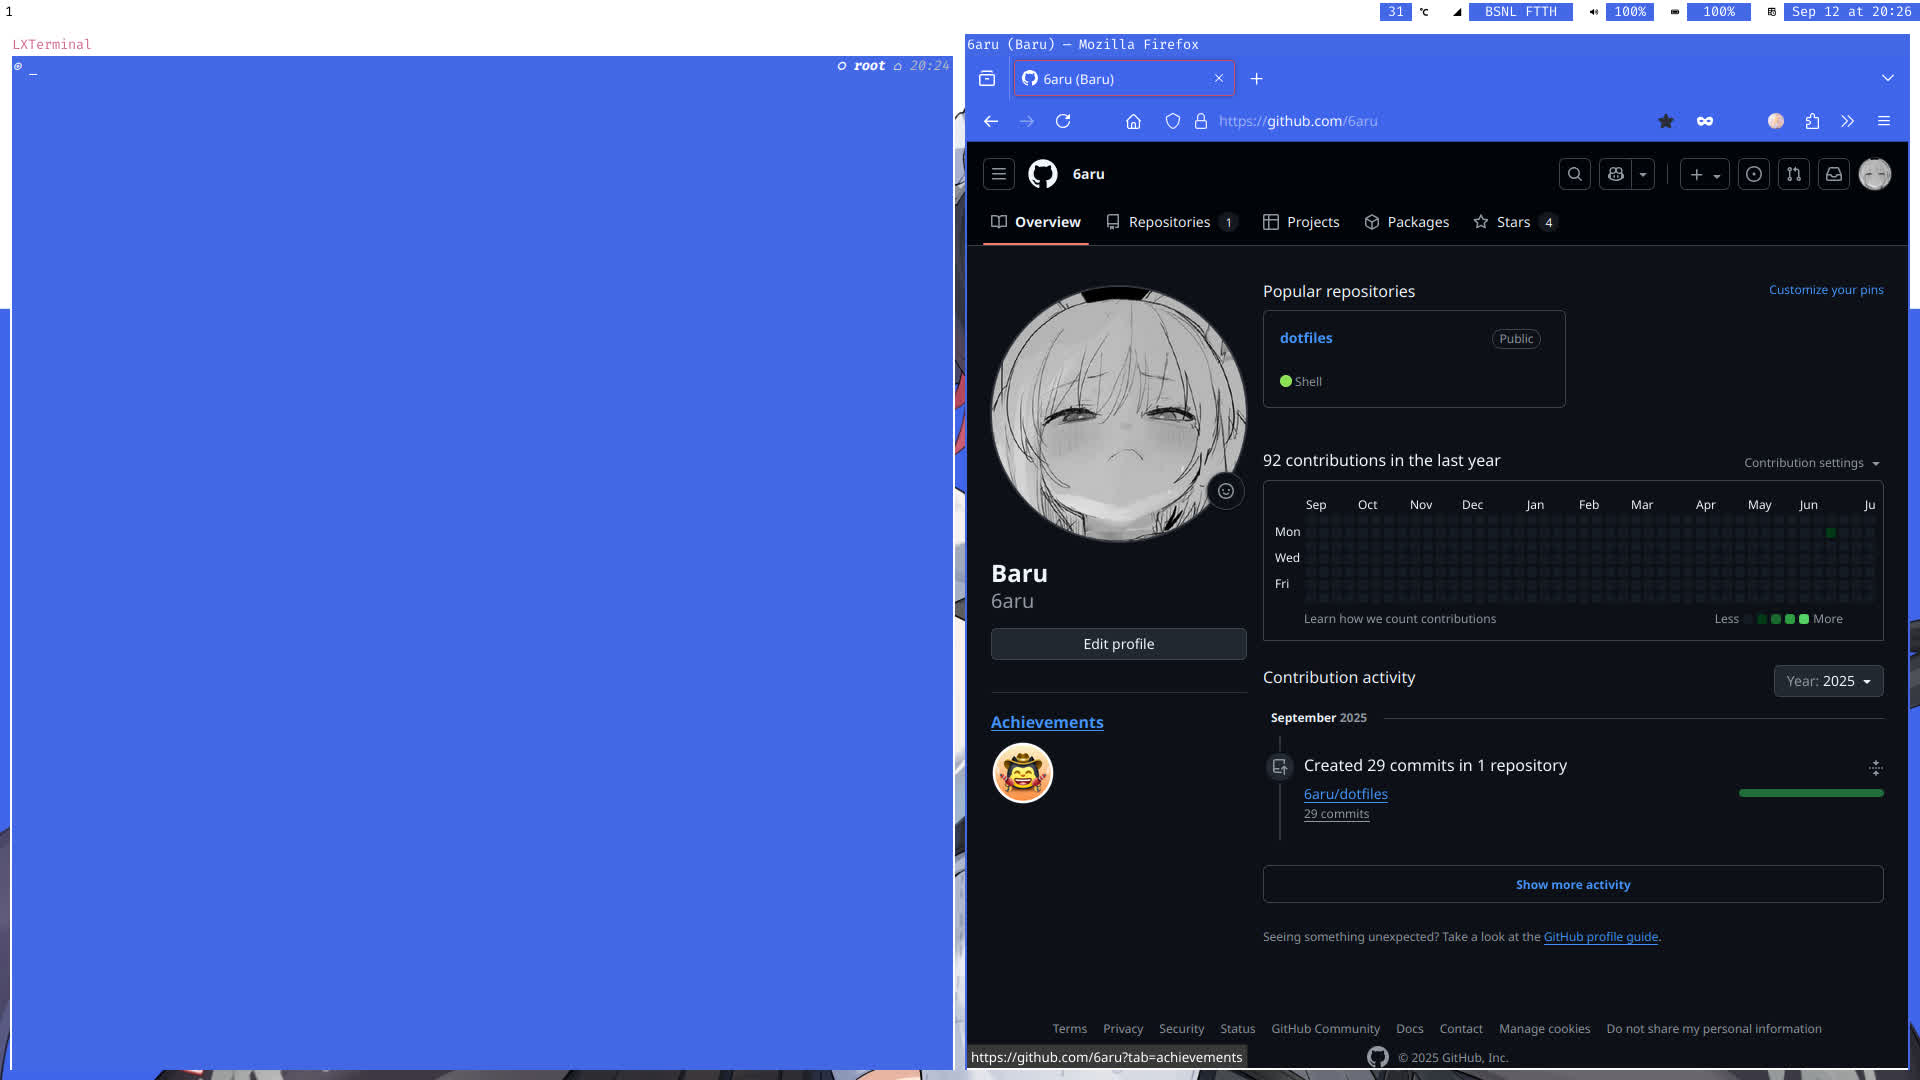 1
31 °C BSNL FTTH 100% 100% Sep 12 at 20:26
LXTerminal
root 20:24
6aru (Baru) — Mozilla Firefox
6aru (Baru)
https://github.com/6aru
6aru
Overview Repositories 1 Projects Packages Stars 4
Popular repositories
Customize your pins
dotfiles
Public
Shell
92 contributions in the last year
Contribution settings
Sep Oct Nov Dec Jan Feb Mar Apr May Jun Ju
Mon
Wed
Fri
Learn how we count contributions
Less More
Baru
6aru
Edit profile
Achievements
Contribution activity
Year: 2025
September 2025
Created 29 commits in 1 repository
6aru/dotfiles
29 commits
Show more activity
Seeing something unexpected? Take a look at the GitHub profile guide.
Terms Privacy Security Status GitHub Community Docs Contact Manage cookies Do not share my personal information
https://github.com/6aru?tab=achievements
© 2025 GitHub, Inc.